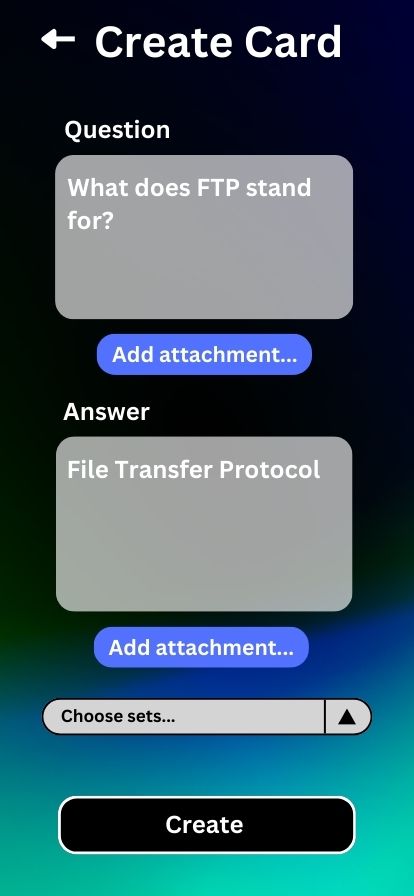 Create Card
Question
What does FTP stand
for?
Add attachment...
Answer
File Transfer Protocol
Add attachment...
Choose sets...
Create